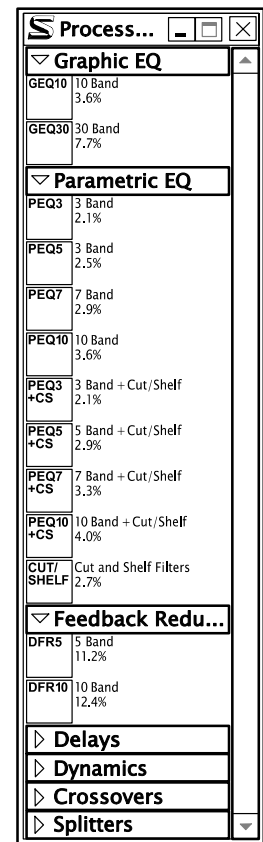 S Process...
Graphic EQ
GEQ10 10 Band
3.6%
GEQ30 30 Band
7.7%
Parametric EQ
PEQ3 3 Band
2.1%
PEQ5 3 Band
2.5%
PEQ7 7 Band
2.9%
PEQ10 10 Band
3.6%
PEQ3 3 Band + Cut/Shelf
+CS 2.1%
PEQ5 5 Band + Cut/Shelf
+CS 2.9%
PEQ7 7 Band + Cut/Shelf
+CS 3.3%
PEQ10 10 Band + Cut/Shelf
+CS 4.0%
CUT/ Cut and Shelf Filters
SHELF 2.7%
Feedback Redu...
DFR5 5 Band
11.2%
DFR10 10 Band
12.4%
Delays
Dynamics
Crossovers
Splitters